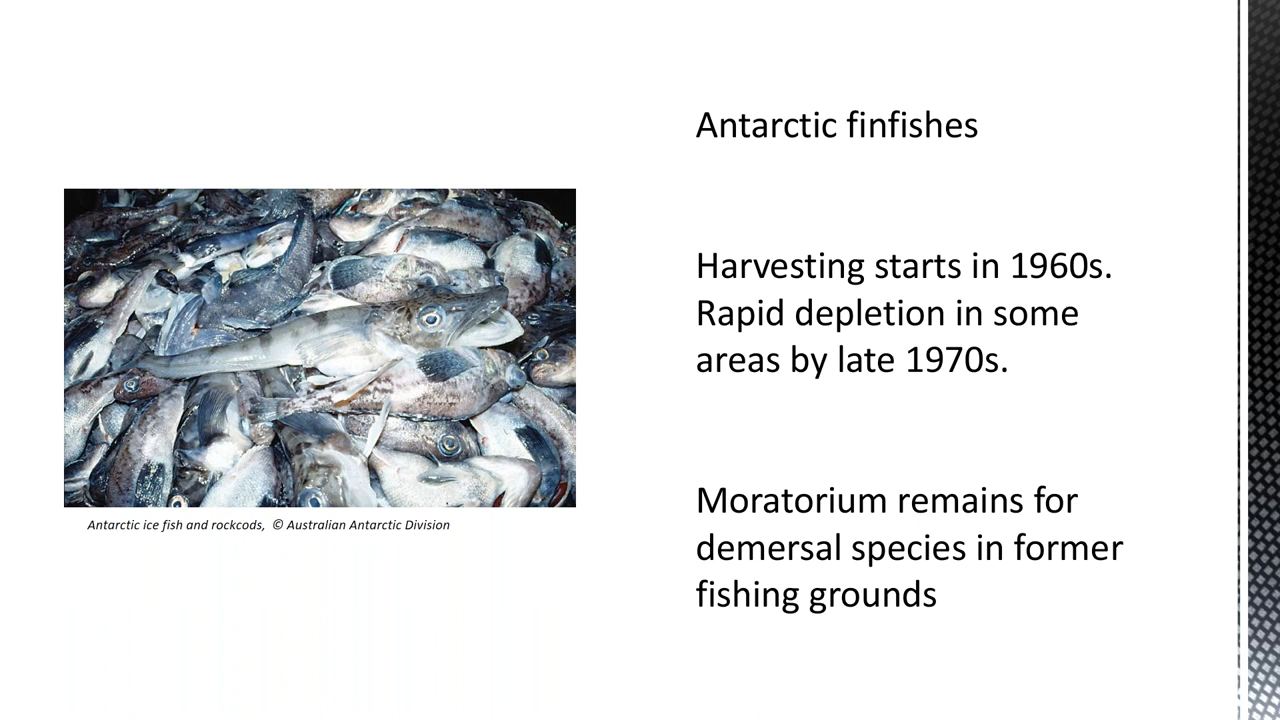 Antarctic finfishes
Harvesting starts in 1960s.
Rapid depletion in some
areas by late 1970s.
Moratorium remains for
demersal species in former
fishing grounds
Antarctic ice fish and rockcods, © Australian Antarctic Division